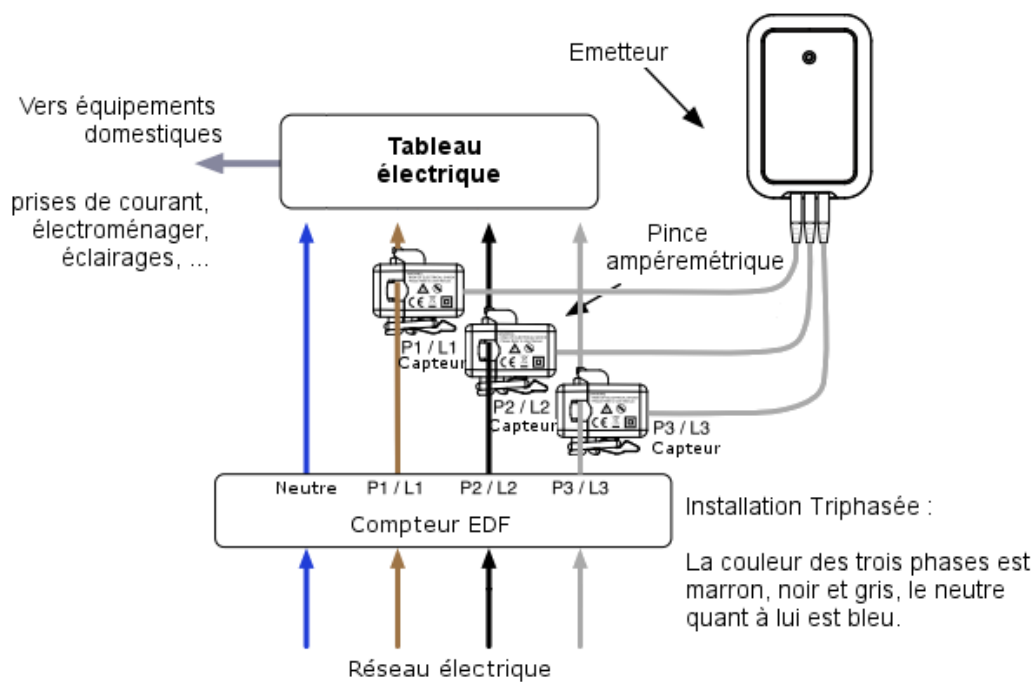 Emetteur
Vers équipements
domestiques
Tableau
électrique
prises de courant,
électroménager,
éclairages, ...
Pince
ampéremétrique
P1 / L1
Capteur
P2 / L2
Capteur
P3 / L3
Capteur
Neutre P1 / L1 P2 / L2 P3 / L3
Compteur EDF
Installation Triphasée :
La couleur des trois phases est
marron, noir et gris, le neutre
quant à lui est bleu.
Réseau électrique